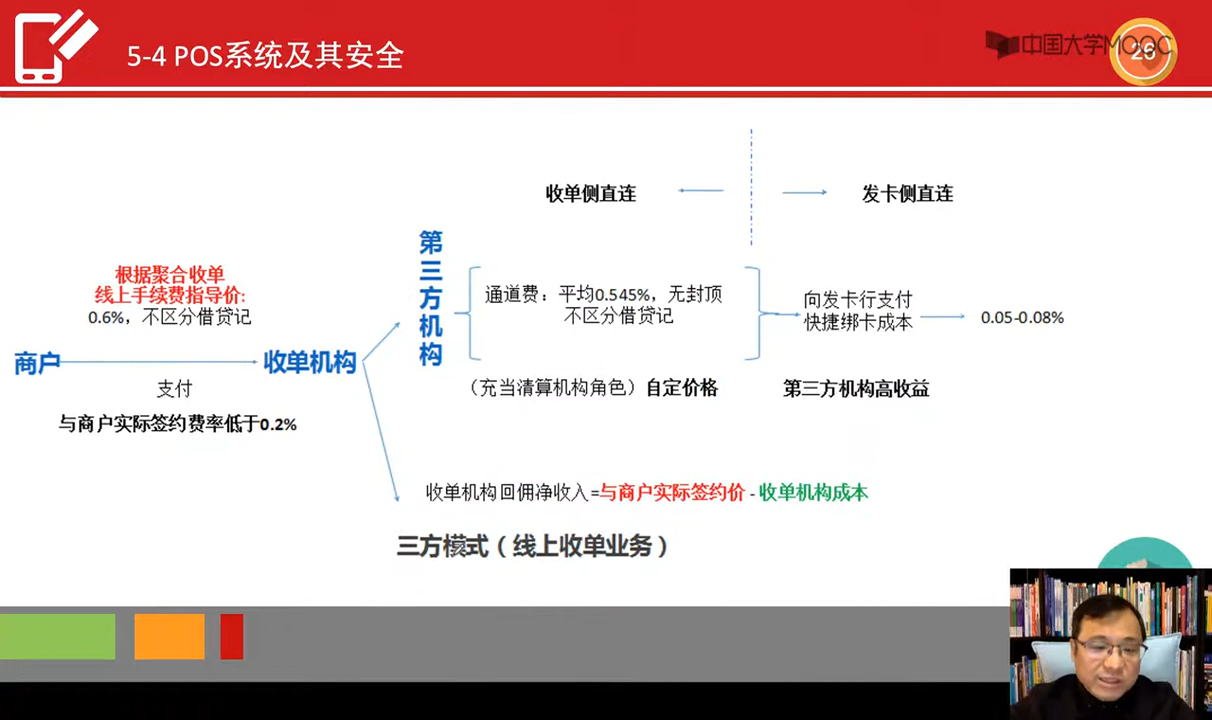 5-4 POS系统及其安全
中国大学MOOC
26
收单侧直连
发卡侧直连
第三方机构
根据聚合收单
线上手续费指导价:
0.6%，不区分借贷记
通道费：平均0.545%，无封顶
不区分借贷记
向发卡行支付
快捷绑卡成本
0.05-0.08%
商户
收单机构
支付
（充当清算机构角色）自定价格
第三方机构高收益
与商户实际签约费率低于0.2%
收单机构回佣净收入=与商户实际签约价 - 收单机构成本
三方模式（线上收单业务）